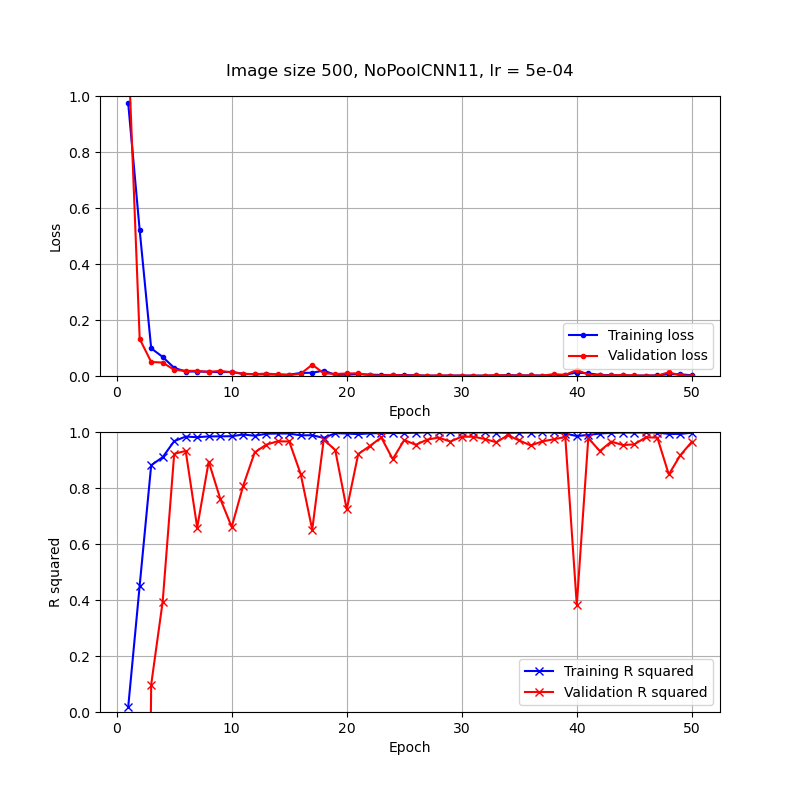 Image size 500, NoPoolCNN11, lr = 5e-04
1.0
0.8
0.6
0.4
0.2
0.0
Loss
Training loss
Validation loss
0 10 20 30 40 50
Epoch
1.0
0.8
0.6
0.4
0.2
0.0
R squared
Training R squared
Validation R squared
0 10 20 30 40 50
Epoch